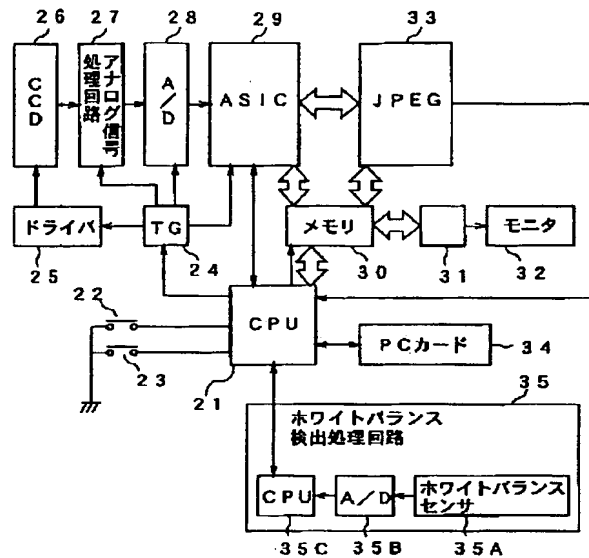 26 27 28 29 33
CCD
アナログ信号
処理回路
A/D
ASIC
JPEG
ドライバ
TG
メモリ
モニタ
25
24
30
31
32
22
CPU
PCカード
34
23
21
35
ホワイトバランス
検出処理回路
CPU
A/D
ホワイトバランス
センサ
35C 35B 35A